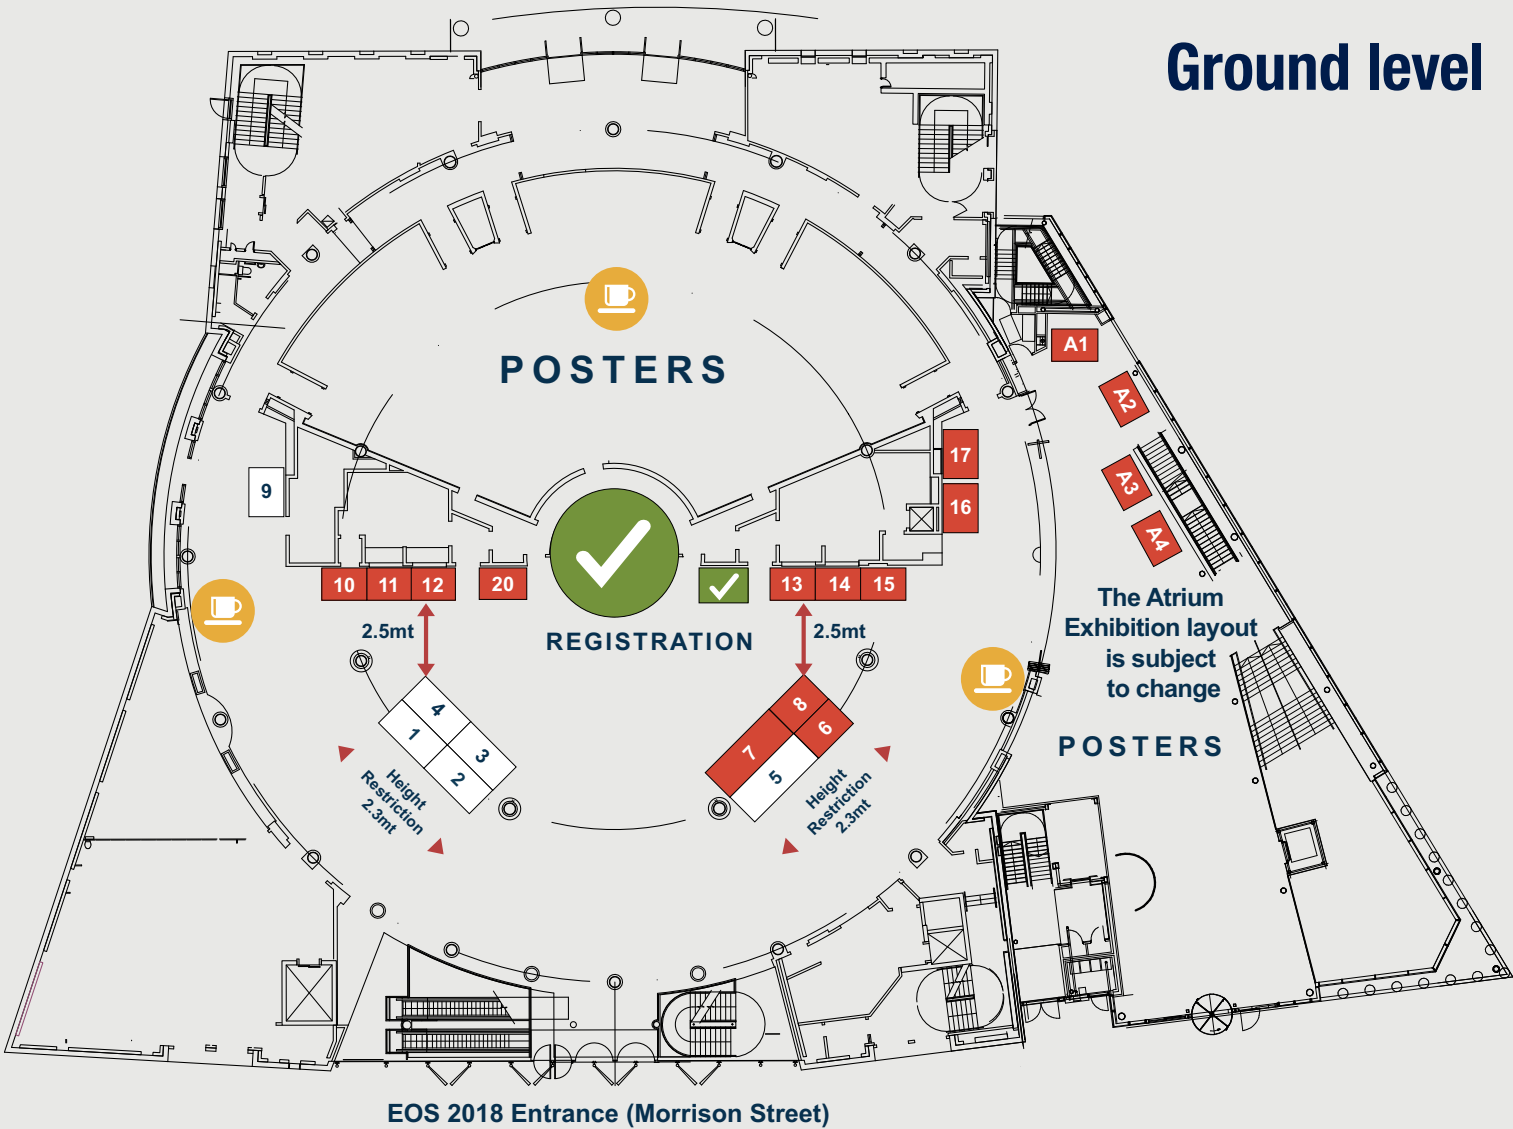 Ground level
A1
POSTERS
A2
17
9
A3
16
A4
10
11
12
20
13
14
15
The Atrium
Exhibition layout
is subject
to change
2.5mt
REGISTRATION
2.5mt
4
1
3
2
8
6
7
5
POSTERS
Height
Restriction
2.3mt
Height
Restriction
2.3mt
EOS 2018 Entrance (Morrison Street)